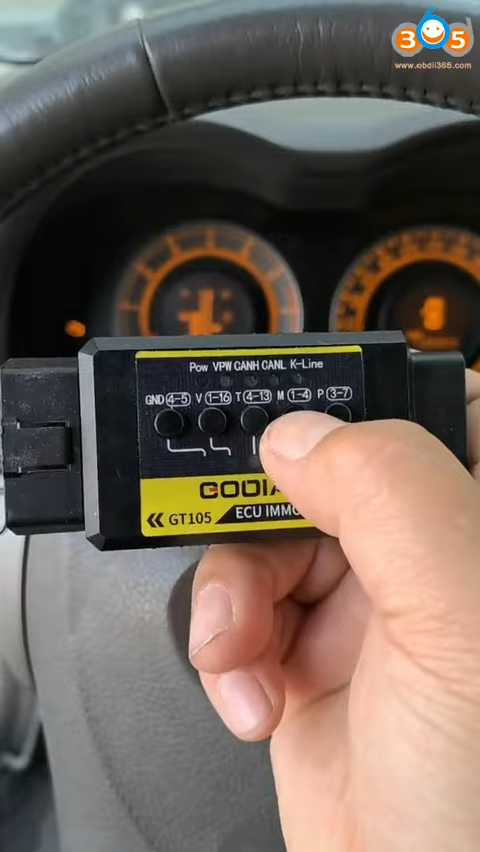 365
www.obdii365.com
Pow VPW CANH CANL K-Line
GND 4-5 V 1-16 T 4-13 M 1-4 P 3-7
GT105 ECU